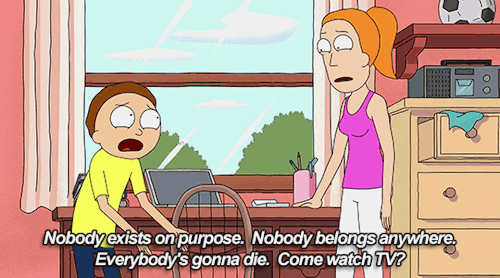 Nobody exists on purpose. Nobody belongs anywhere.
Everybody's gonna die. Come watch TV?